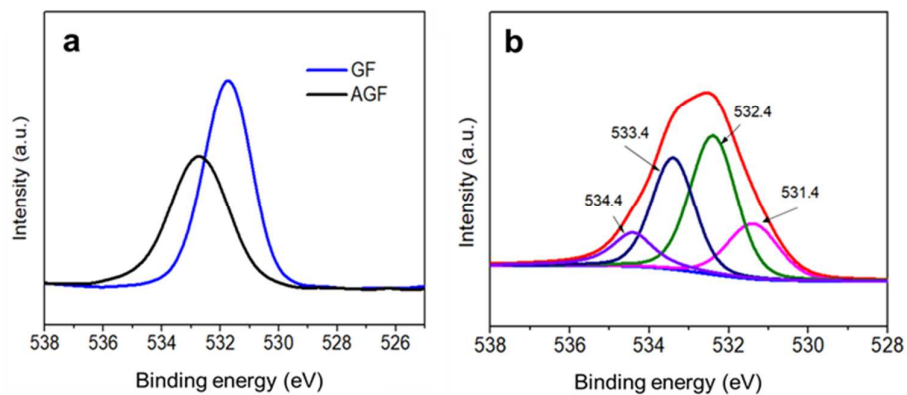 a
GF
AGF
Intensity (a.u.)
538 536 534 532 530 528 526
Binding energy (eV)
b
532.4
533.4
531.4
534.4
Intensity (a.u.)
538 536 534 532 530 528
Binding energy (eV)